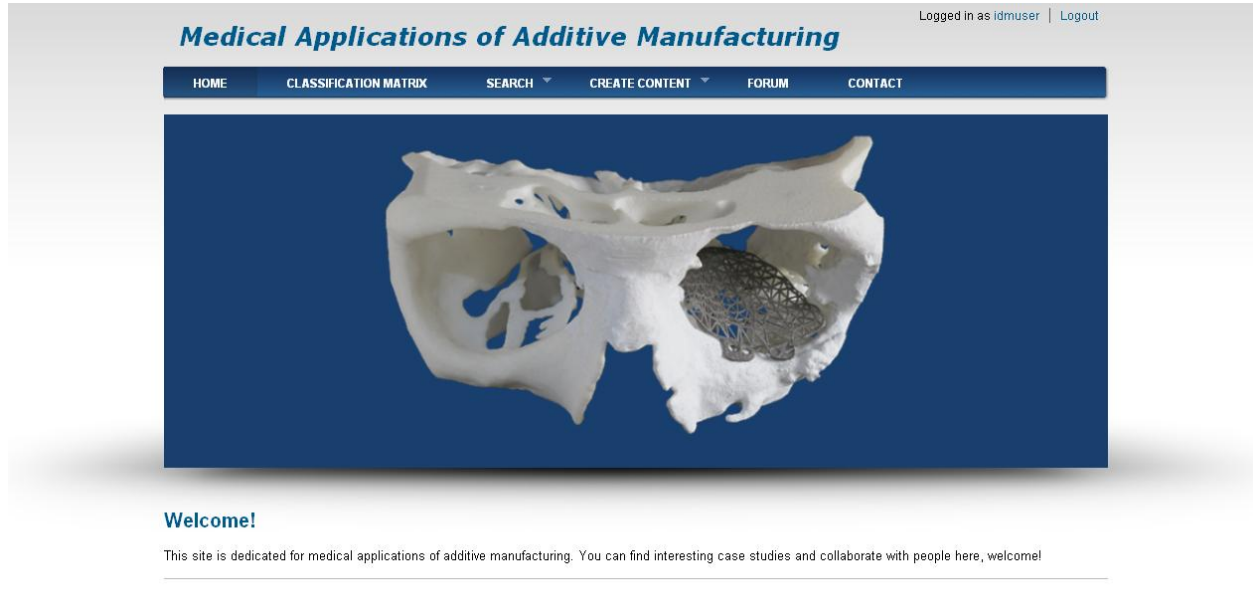 Logged in as idmuser | Logout
Medical Applications of Additive Manufacturing
HOME CLASSIFICATION MATRIX SEARCH CREATE CONTENT FORUM CONTACT
Welcome!
This site is dedicated for medical applications of additive manufacturing. You can find interesting case studies and collaborate with people here, welcome!